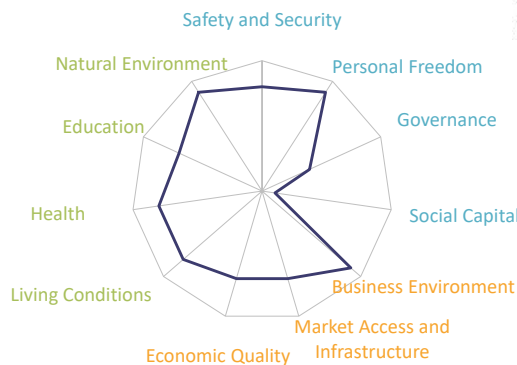 Safety and Security
Natural Environment
Personal Freedom
Education
Governance
Health
Social Capital
Living Conditions
Business Environment
Economic Quality
Market Access and
Infrastructure